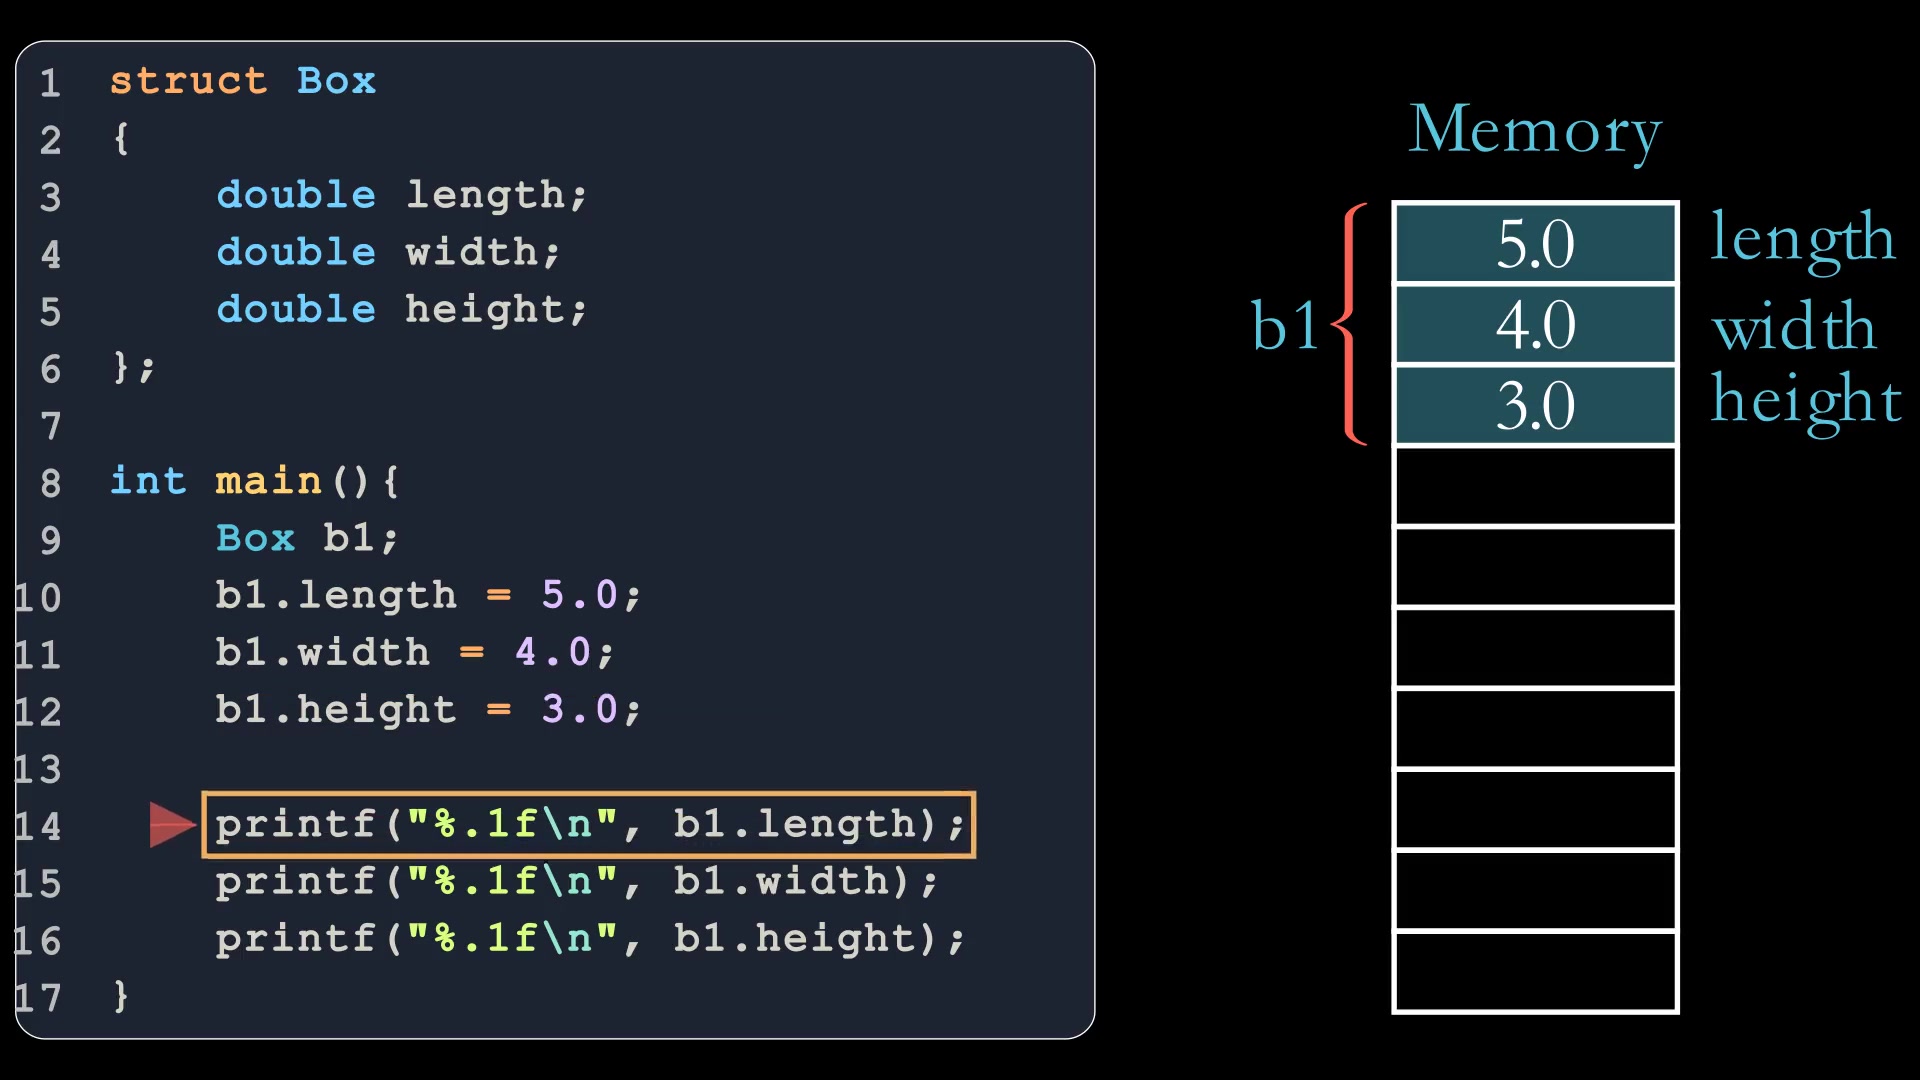 1 struct Box
2 {
3 double length;
4 double width;
5 double height;
6 };
7
8 int main(){
9 Box b1;
10 b1.length = 5.0;
11 b1.width = 4.0;
12 b1.height = 3.0;
13
14 printf("%.1f\n", b1.length);
15 printf("%.1f\n", b1.width);
16 printf("%.1f\n", b1.height);
17 }
Memory
b1
5.0 length
4.0 width
3.0 height